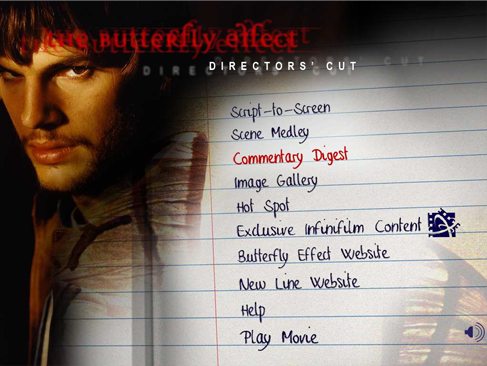 the butterfly effect
DIRECTORS' CUT
Script-to-Screen
Scene Medley
Commentary Digest
Image Gallery
Hot Spot
Exclusive Infinifilm Content
Butterfly Effect Website
New Line Website
Help
Play Movie